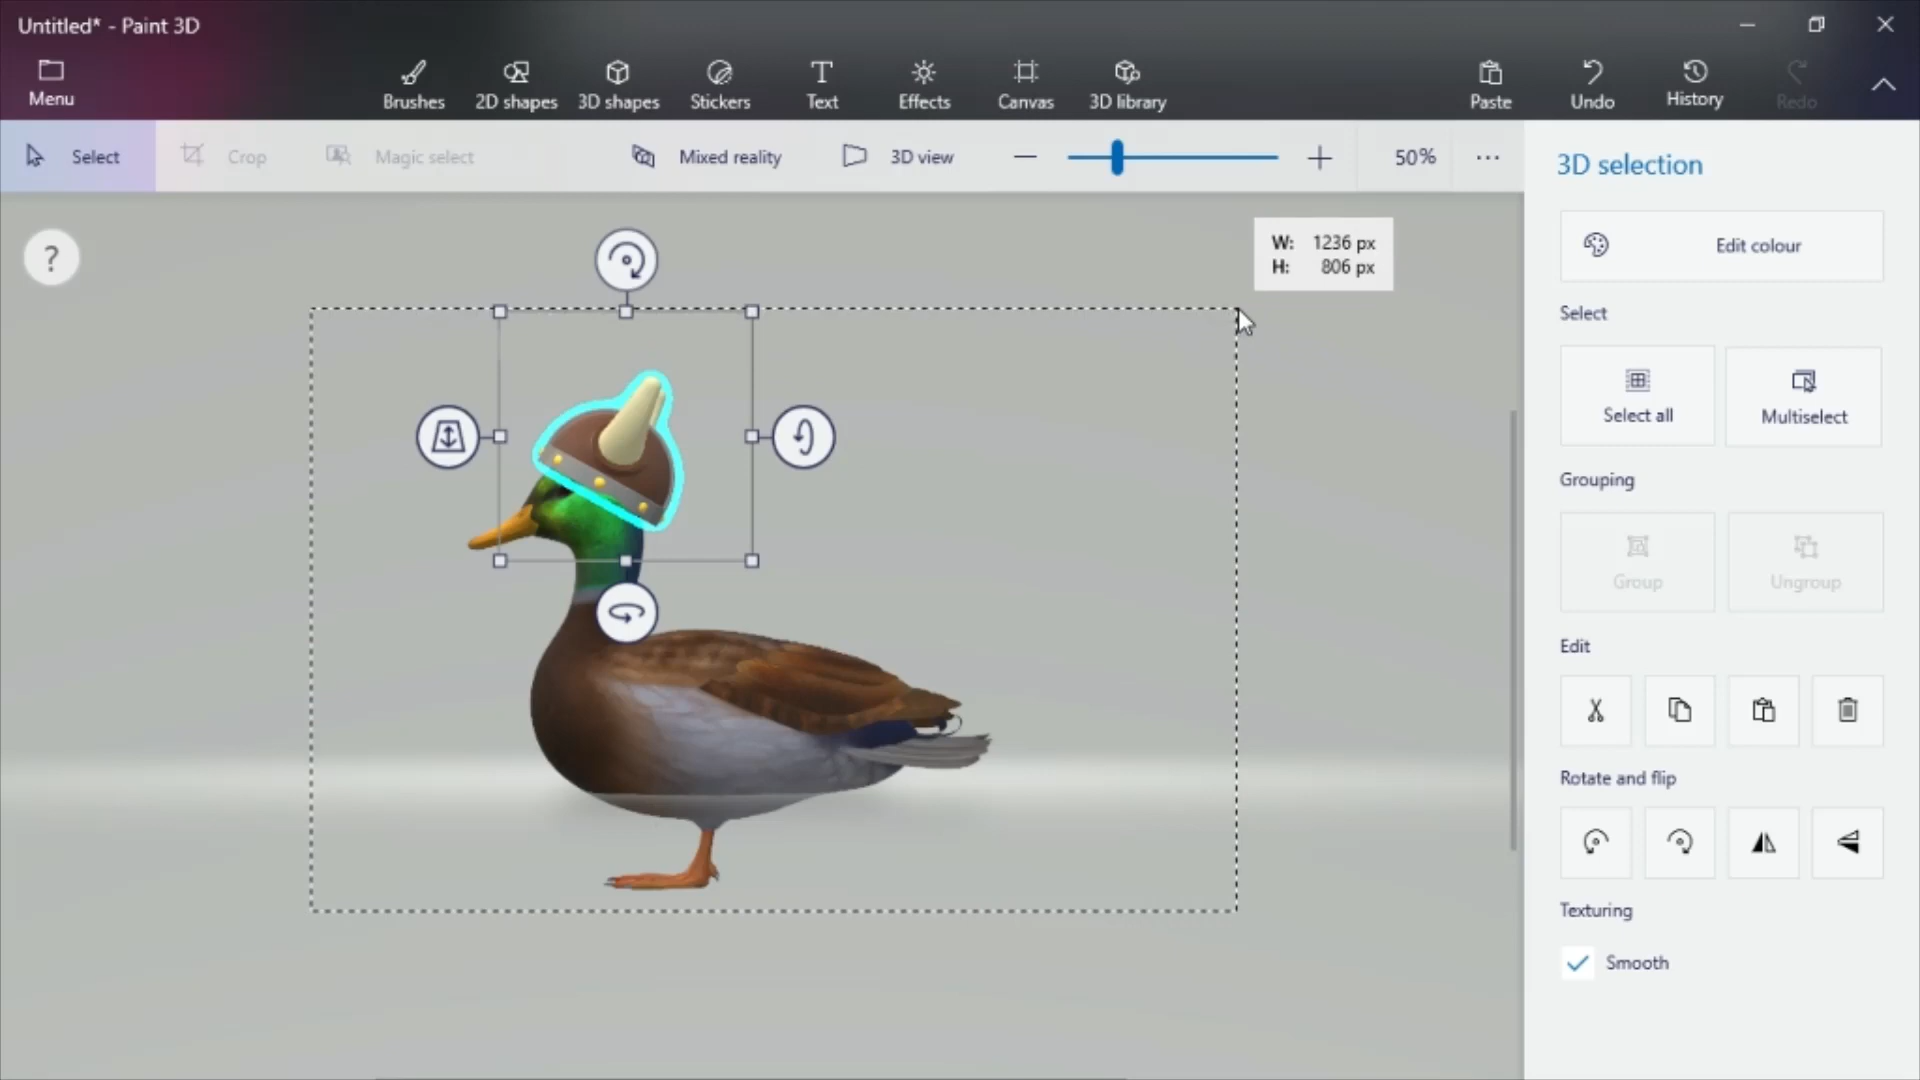 Untitled* - Paint 3D
Menu
Brushes
2D shapes
3D shapes
Stickers
Text
Effects
Canvas
3D library
Paste
Undo
History
Redo
Select
Crop
Magic select
Mixed reality
3D view
50%
3D selection
?
W: 1236 px
H: 806 px
Edit colour
Select
Select all
Multiselect
Grouping
Group
Ungroup
Edit
Rotate and flip
Texturing
Smooth